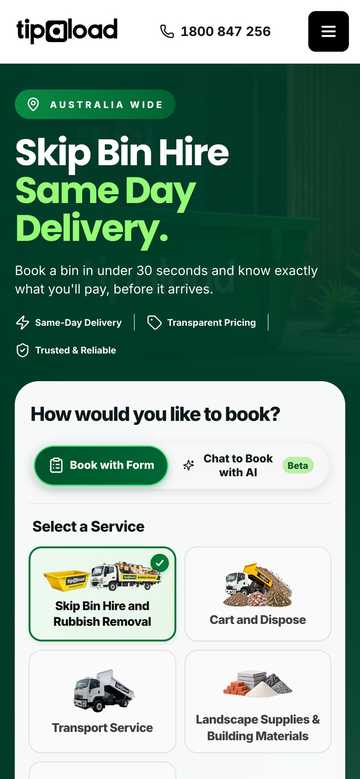 tipaload
1800 847 256
AUSTRALIA WIDE
Skip Bin Hire
Same Day
Delivery.
Book a bin in under 30 seconds and know exactly
what you'll pay, before it arrives.
Same-Day Delivery
Transparent Pricing
Trusted & Reliable
How would you like to book?
Book with Form
Chat to Book
with AI
Beta
Select a Service
Skip Bin Hire and
Rubbish Removal
Cart and Dispose
Transport Service
Landscape Supplies &
Building Materials